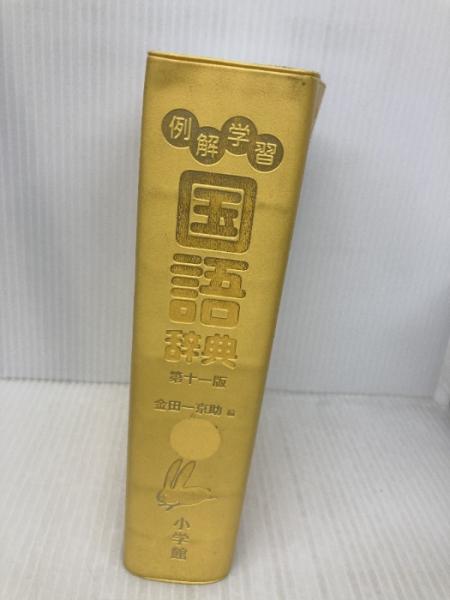 例解学習
国語
辞典
第十一版
金田一京助 編
小学館